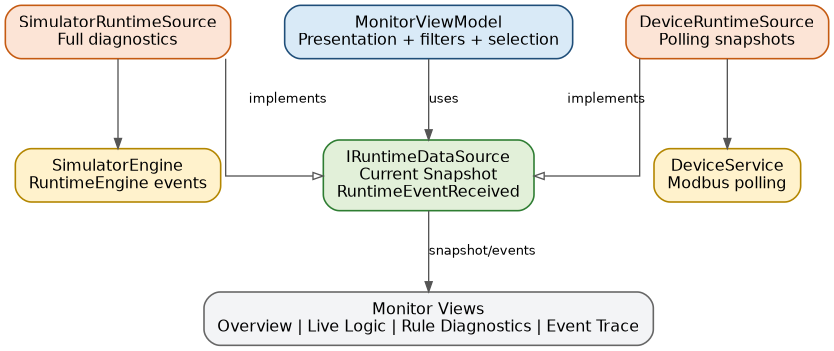 SimulatorRuntimeSource
Full diagnostics
MonitorViewModel
Presentation + filters + selection
DeviceRuntimeSource
Polling snapshots
implements
uses
implements
SimulatorEngine
RuntimeEngine events
IRuntimeDataSource
Current Snapshot
RuntimeEventReceived
DeviceService
Modbus polling
snapshot/events
Monitor Views
Overview | Live Logic | Rule Diagnostics | Event Trace